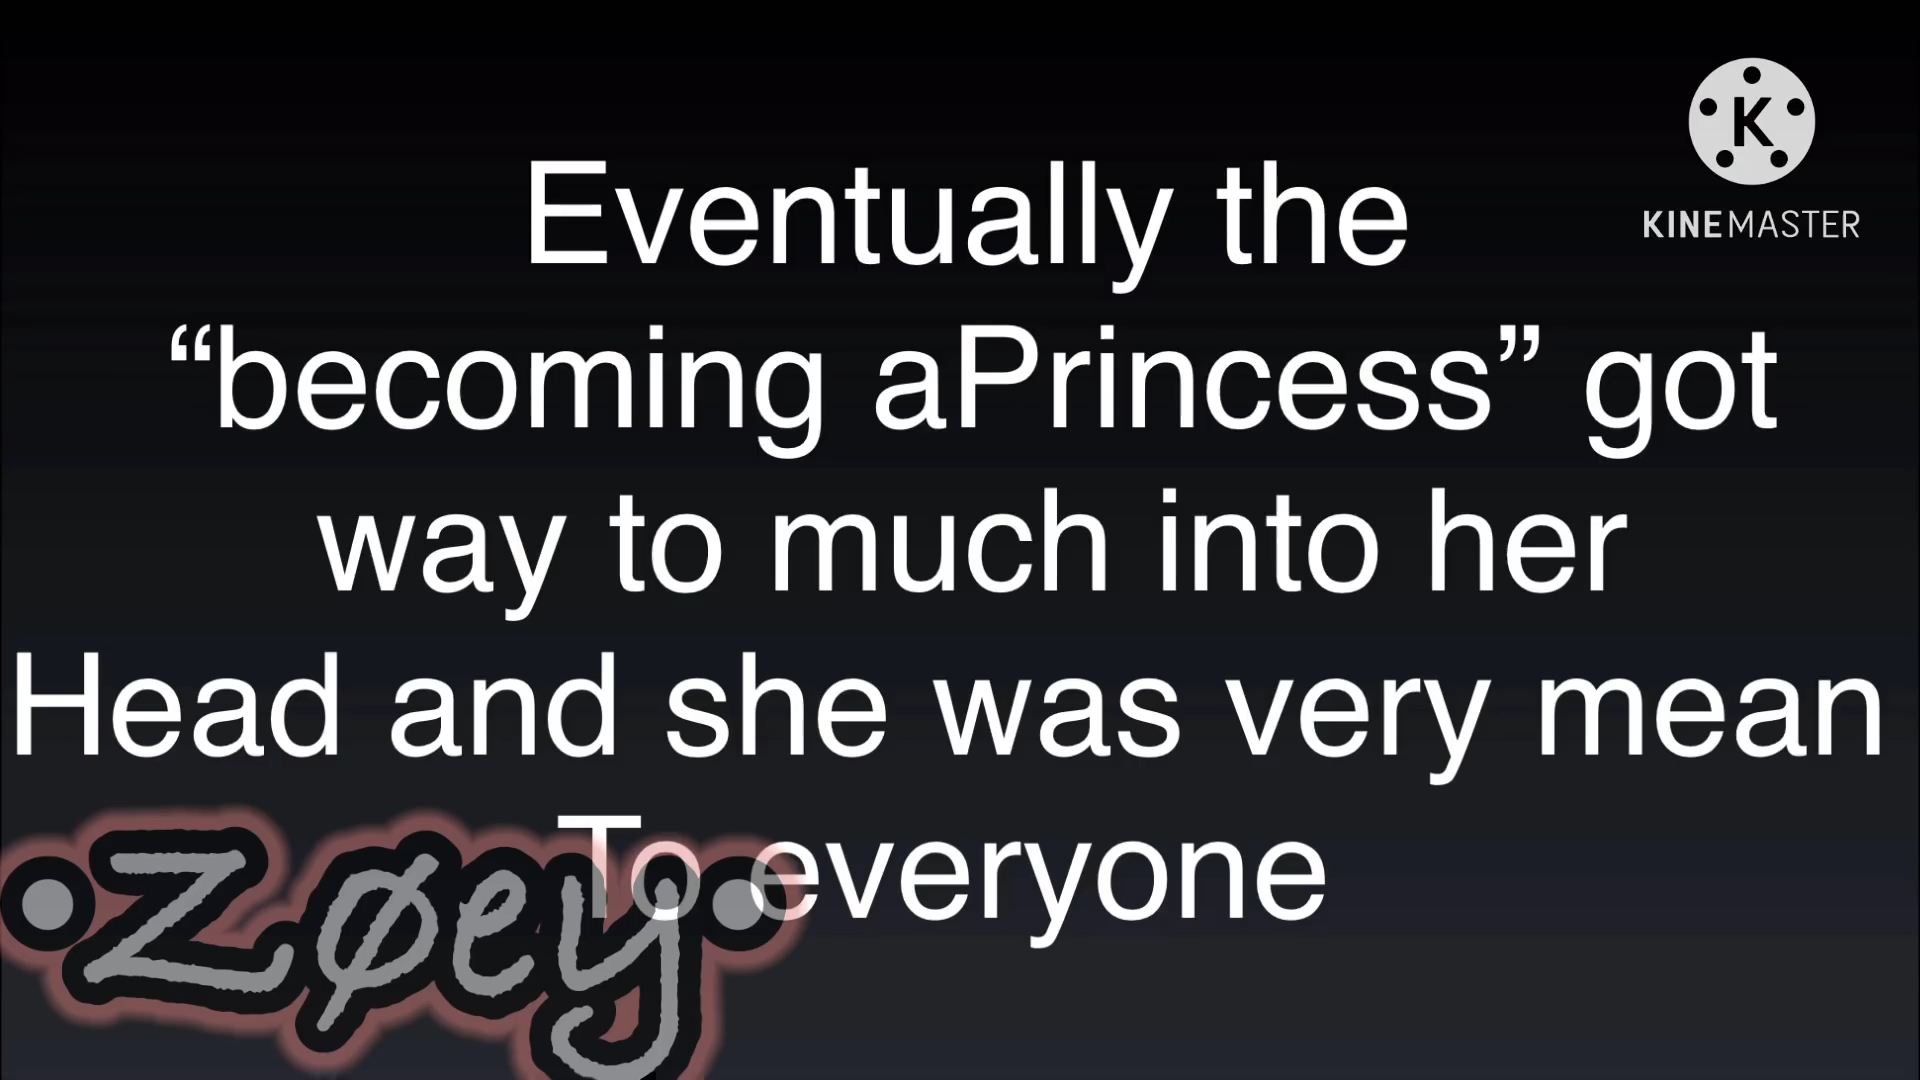 KINEMASTER
Eventually the
“becoming aPrincess” got
way to much into her
Head and she was very mean
To everyone
•Zøey•